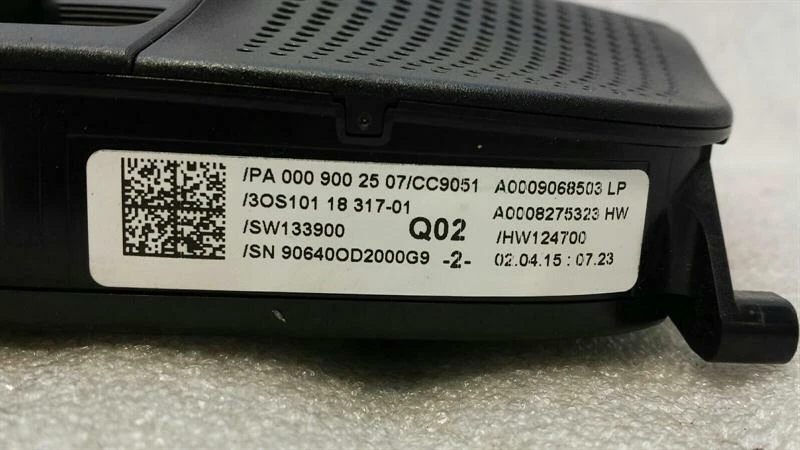 /PA 000 900 25 07/CC9051 A0009068503 LP
/3OS101 18 317-01 A0008275323 HW
/SW133900 Q02 /HW124700
/SN 90640OD2000G9 -2- 02.04.15 : 07.23